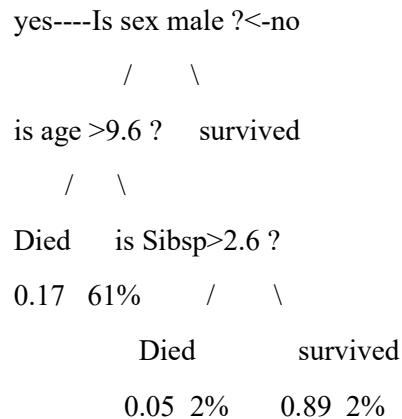 yes----Is sex male ?<-no
/ \
is age >9.6 ? survived
/ \
Died is Sibsp>2.6 ?
0.17 61% / \
Died survived
0.05 2% 0.89 2%